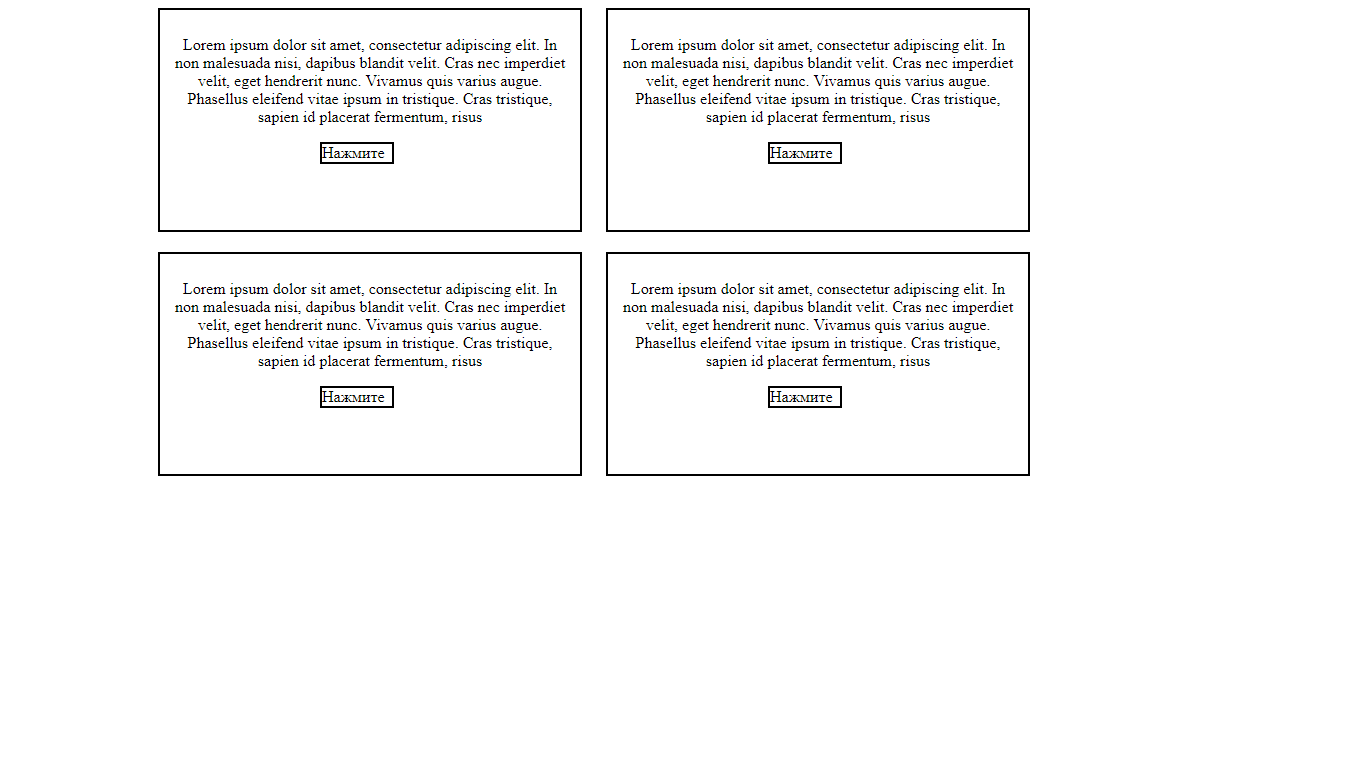 Lorem ipsum dolor sit amet, consectetur adipiscing elit. In
non malesuada nisi, dapibus blandit velit. Cras nec imperdiet
velit, eget hendrerit nunc. Vivamus quis varius augue.
Phasellus eleifend vitae ipsum in tristique. Cras tristique,
sapien id placerat fermentum, risus
Нажмите
Lorem ipsum dolor sit amet, consectetur adipiscing elit. In
non malesuada nisi, dapibus blandit velit. Cras nec imperdiet
velit, eget hendrerit nunc. Vivamus quis varius augue.
Phasellus eleifend vitae ipsum in tristique. Cras tristique,
sapien id placerat fermentum, risus
Нажмите
Lorem ipsum dolor sit amet, consectetur adipiscing elit. In
non malesuada nisi, dapibus blandit velit. Cras nec imperdiet
velit, eget hendrerit nunc. Vivamus quis varius augue.
Phasellus eleifend vitae ipsum in tristique. Cras tristique,
sapien id placerat fermentum, risus
Нажмите
Lorem ipsum dolor sit amet, consectetur adipiscing elit. In
non malesuada nisi, dapibus blandit velit. Cras nec imperdiet
velit, eget hendrerit nunc. Vivamus quis varius augue.
Phasellus eleifend vitae ipsum in tristique. Cras tristique,
sapien id placerat fermentum, risus
Нажмите